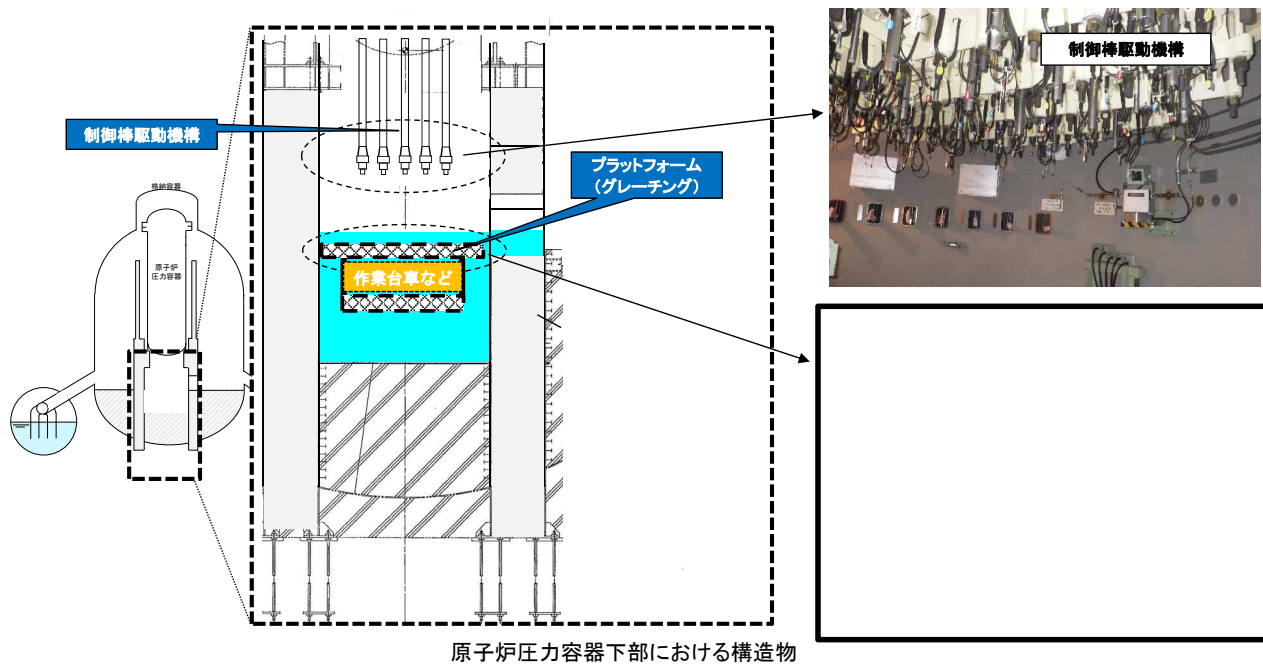 制御棒駆動機構
制御棒駆動機構
プラットフォーム
(グレーチング)
格納容器
原子炉
圧力容器
作業台車など
原子炉圧力容器下部における構造物